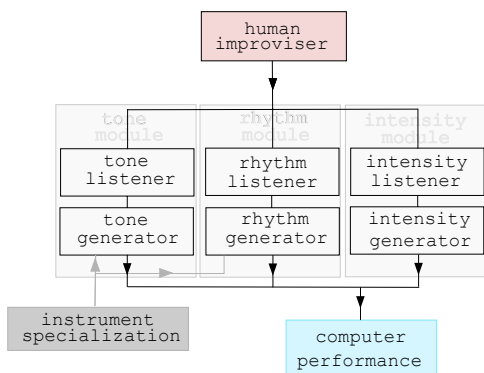 human
improviser
tone
module
rhythm
module
intensity
module
tone
listener
rhythm
listener
intensity
listener
tone
generator
rhythm
generator
intensity
generator
instrument
specialization
computer
performance